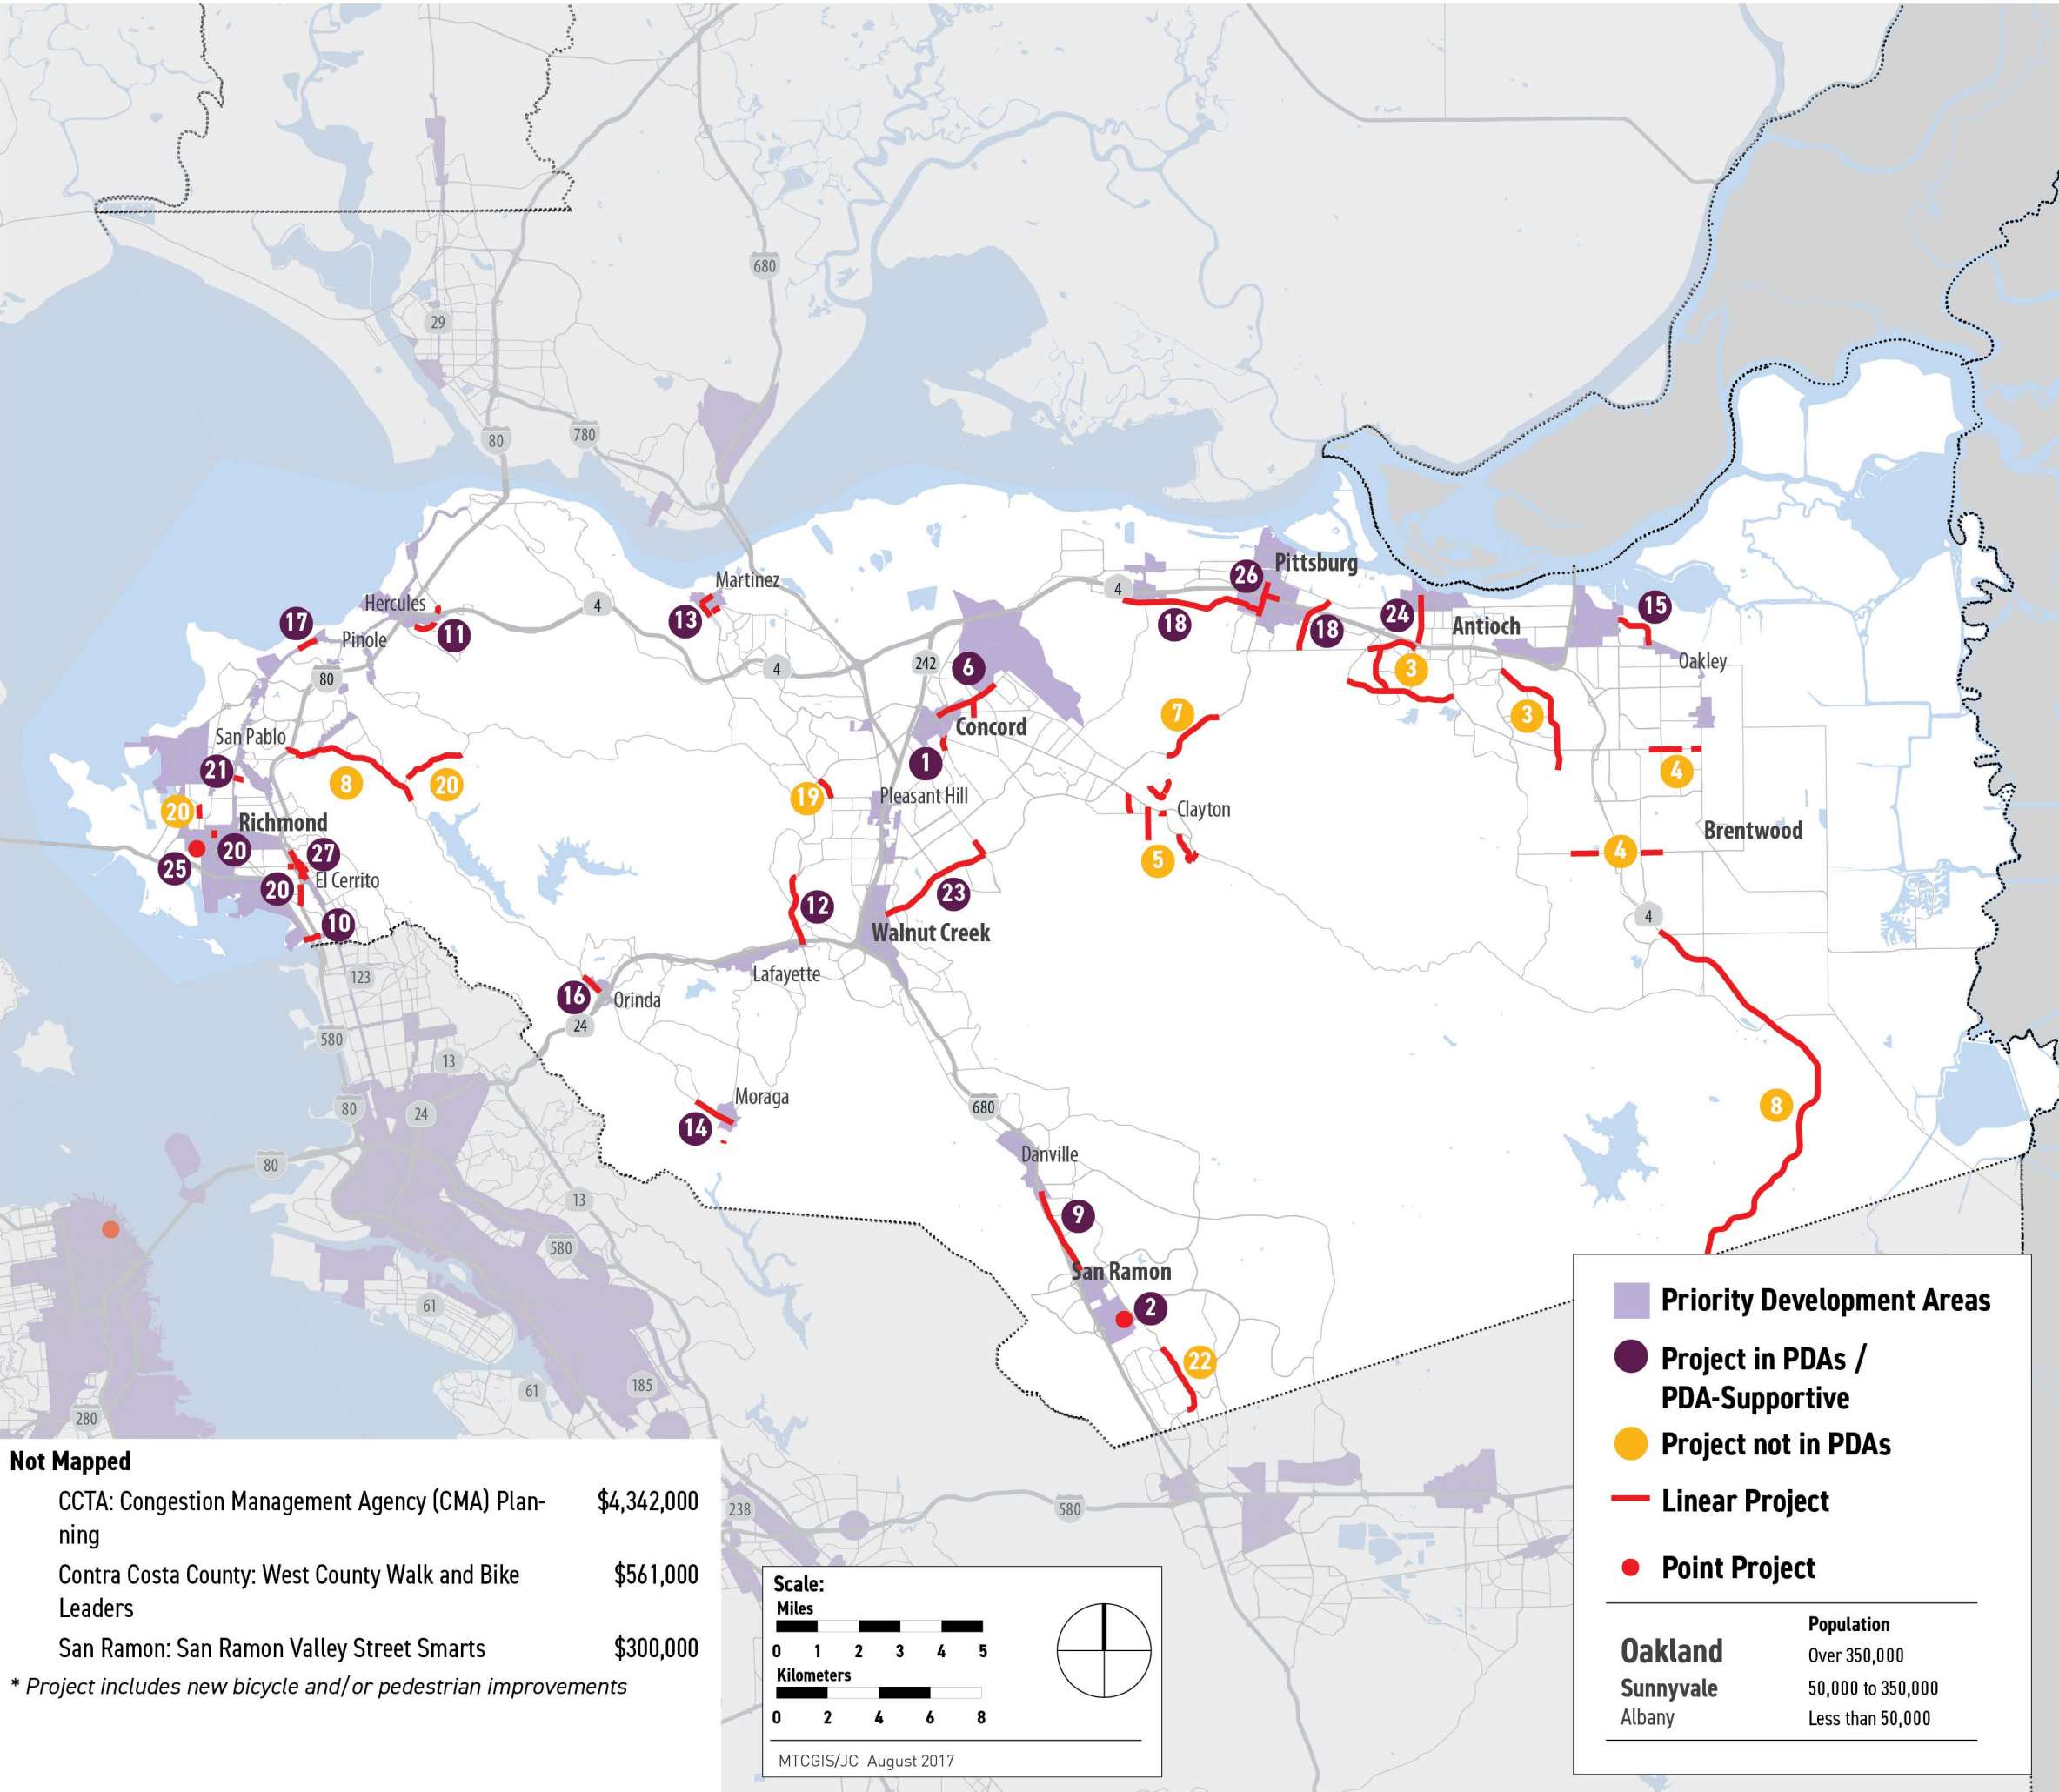 680
29
80
780
Martinez
Hercules
4
4
Pittsburg
26
13
17
11
Pinole
80
4
242
6
18
18
24
Antioch
15
Oakley
3
3
7
San Pablo
Concord
1
21
8
20
19
Pleasant Hill
Clayton
4
20
Richmond
20
27
25
20
El Cerrito
5
4
Brentwood
12
23
10
Walnut Creek
4
123
Lafayette
16
Orinda
24
580
13
80
24
Moraga
14
680
8
Danville
80
13
9
580
San Ramon
2
61
22
61
185
280
238
580
Priority Development Areas
Project in PDAs /
PDA-Supportive
Project not in PDAs
Linear Project
Point Project
Population
Oakland Over 350,000
Sunnyvale 50,000 to 350,000
Albany Less than 50,000
Not Mapped
CCTA: Congestion Management Agency (CMA) Plan- $4,342,000
ning
Contra Costa County: West County Walk and Bike $561,000
Leaders
San Ramon: San Ramon Valley Street Smarts $300,000
* Project includes new bicycle and/or pedestrian improvements
Scale:
Miles
0 1 2 3 4 5
Kilometers
0 2 4 6 8
MTCGIS/JC August 2017